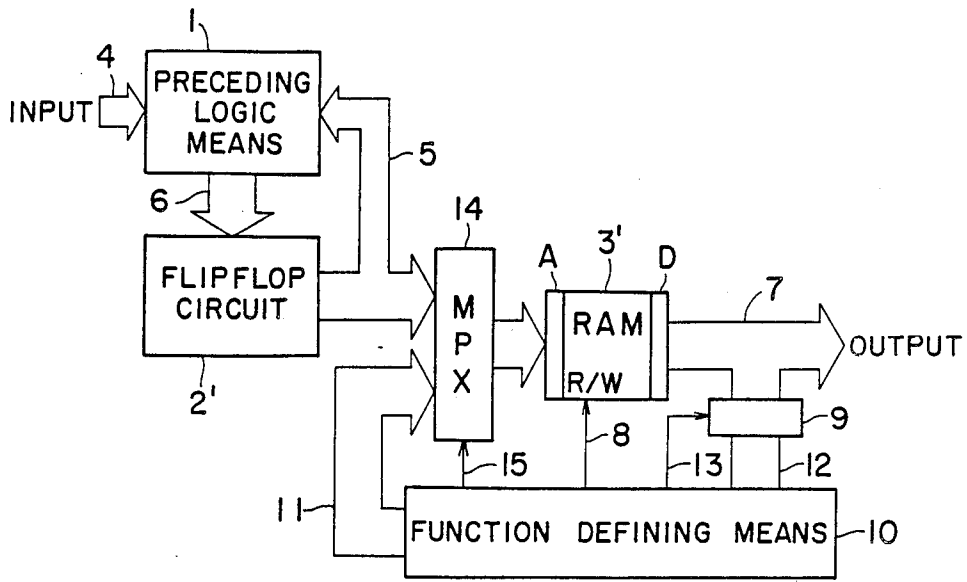 1
4
INPUT
PRECEDING
LOGIC
MEANS
5
6
14
FLIPFLOP
CIRCUIT
2'
MPX
A
3'
D
RAM
R/W
7
OUTPUT
9
8
13
12
15
11
FUNCTION DEFINING MEANS
10